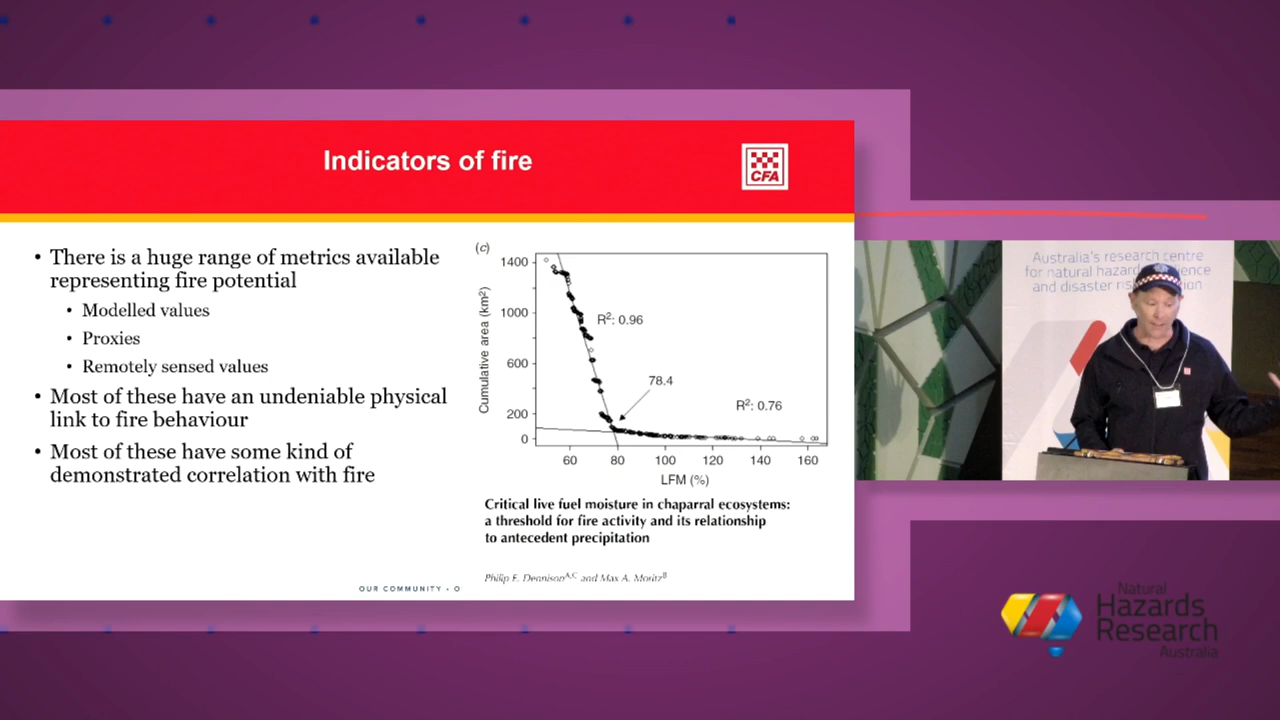 Indicators of fire
CFA
• There is a huge range of metrics available
representing fire potential
• Modelled values
• Proxies
• Remotely sensed values
• Most of these have an undeniable physical
link to fire behaviour
• Most of these have some kind of
demonstrated correlation with fire
(c)
1400
1000
600
200
0
Cumulative area (km²)
R²: 0.96
78.4
R²: 0.76
60 80 100 120 140 160
LFM (%)
Critical live fuel moisture in chaparral ecosystems:
a threshold for fire activity and its relationship
to antecedent precipitation
Philip E. Dennison A,C and Max A. Moritz B
OUR COMMUNITY • O
Australia's research centre
for natural hazard
and disaster
Natural
Hazards
Research
Australia